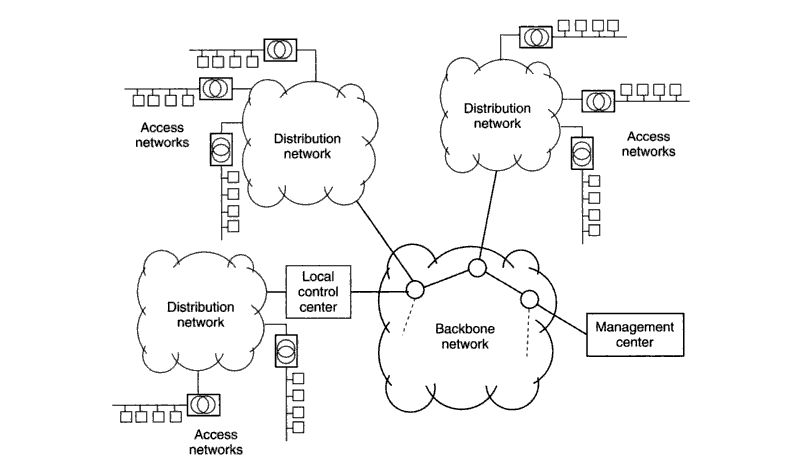 Distribution
network
Access
networks
Distribution
network
Access
networks
Distribution
network
Local
control
center
Backbone
network
Management
center
Access
networks